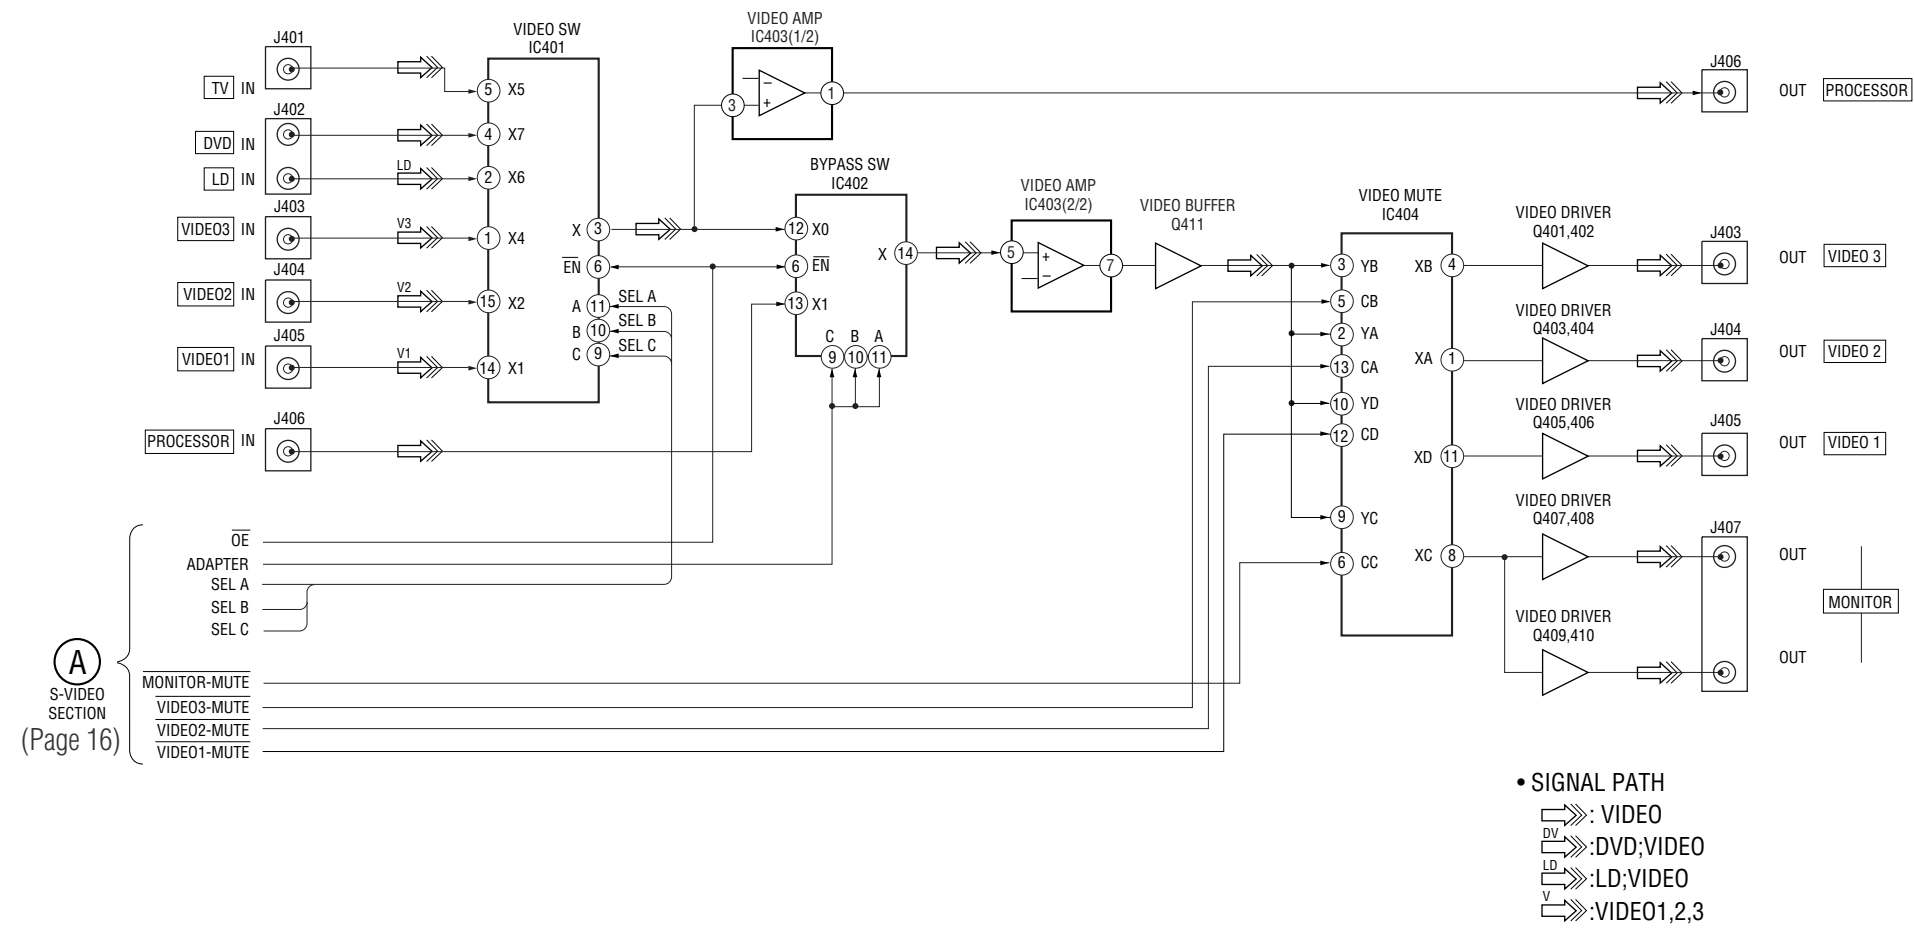 J401
TV IN
J402
DVD IN
LD IN
LD
J403
VIDEO3 IN
V3
J404
VIDEO2 IN
V2
J405
VIDEO1 IN
V1
J406
PROCESSOR IN
VIDEO SW
IC401
5 X5
4 X7
2 X6
1 X4
15 X2
14 X1
X 3
EN 6
A 11 SEL A
B 10 SEL B
C 9 SEL C
VIDEO AMP
IC403(1/2)
3 − + 1
BYPASS SW
IC402
12 X0
6 EN
13 X1
X 14
C B A
9 10 11
VIDEO AMP
IC403(2/2)
5 + − 7
VIDEO BUFFER
Q411
VIDEO MUTE
IC404
3 YB
5 CB
2 YA
13 CA
10 YD
12 CD
9 YC
6 CC
XB 4
XA 1
XD 11
XC 8
VIDEO DRIVER
Q401,402
VIDEO DRIVER
Q403,404
VIDEO DRIVER
Q405,406
VIDEO DRIVER
Q407,408
VIDEO DRIVER
Q409,410
J406
OUT PROCESSOR
J403
OUT VIDEO 3
J404
OUT VIDEO 2
J405
OUT VIDEO 1
J407
OUT
MONITOR
OUT
A
S-VIDEO
SECTION
(Page 16)
OE
ADAPTER
SEL A
SEL B
SEL C
MONITOR-MUTE
VIDEO3-MUTE
VIDEO2-MUTE
VIDEO1-MUTE
• SIGNAL PATH
: VIDEO
DV :DVD;VIDEO
LD :LD;VIDEO
V :VIDEO1,2,3